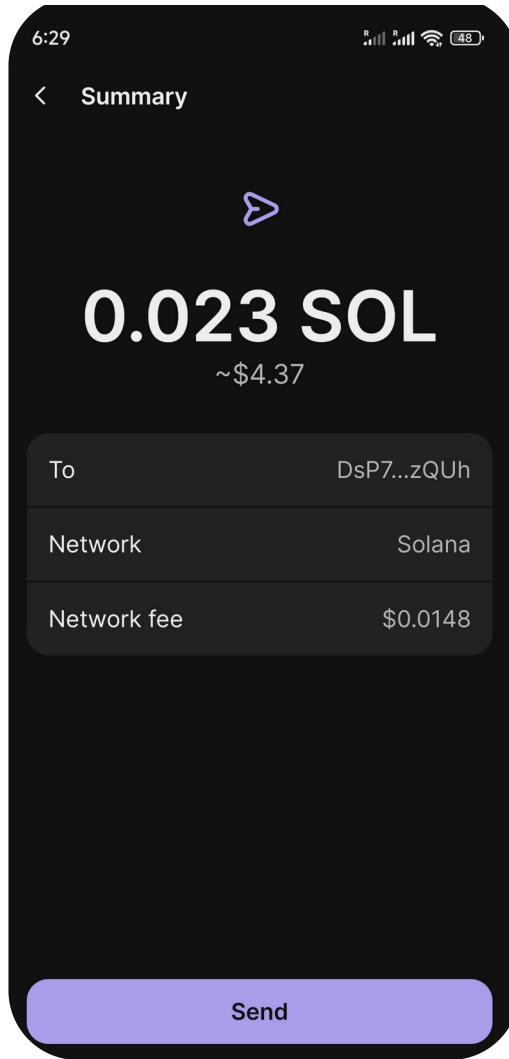 6:29
R R 48
Summary
0.023 SOL
~$4.37
To DsP7...zQUh
Network Solana
Network fee $0.0148
Send